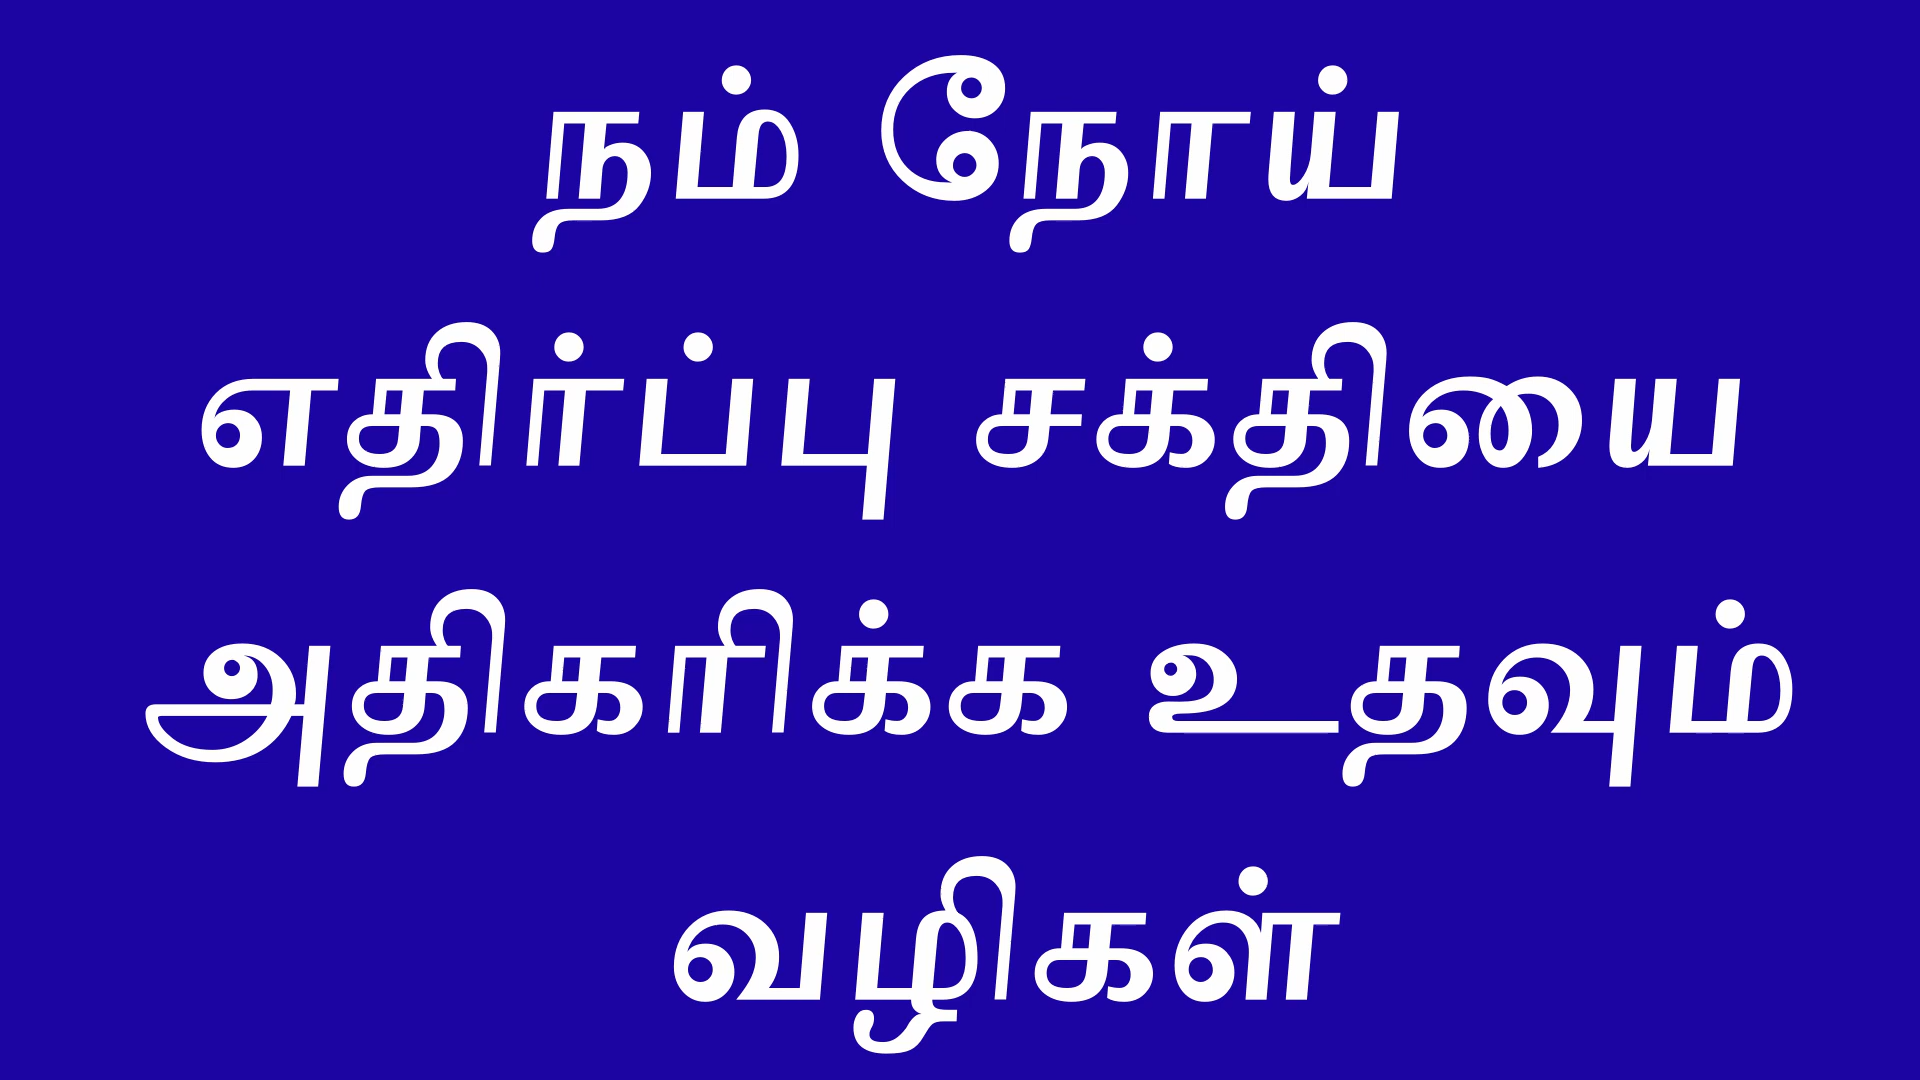 நம் நோய்
எதிர்ப்பு சக்தியை
அதிகரிக்க உதவும்
வழிகள்